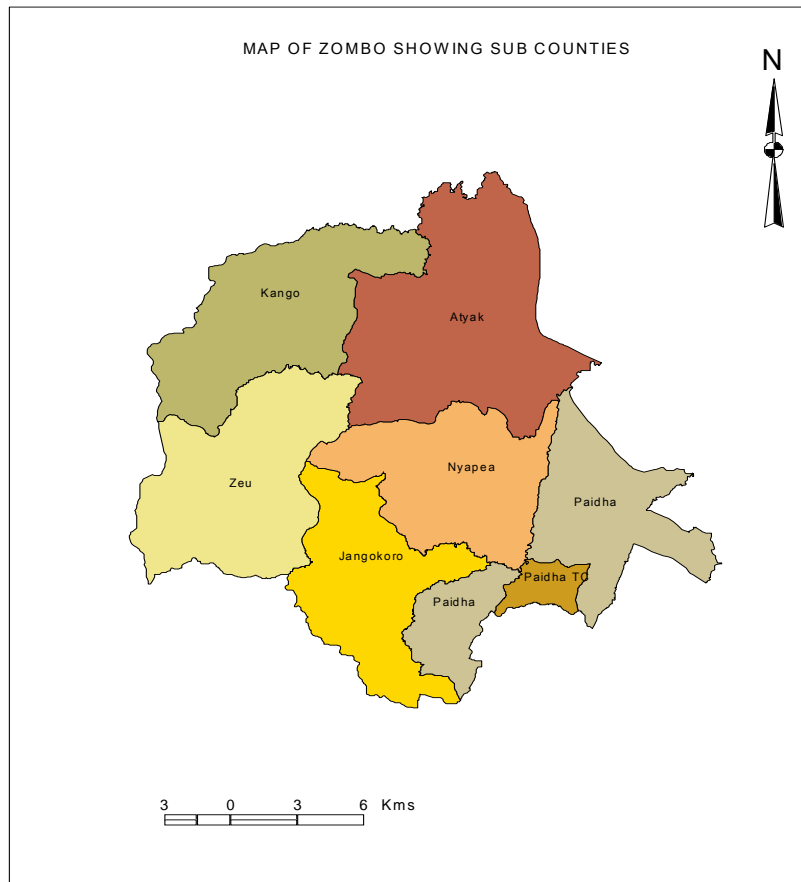 MAP OF ZOMBO SHOWING SUB COUNTIES
N
Kango
Atyak
Zeu
Nyapea
Paidha
Jangokoro
Paidha TC
Paidha
3 0 3 6 Kms